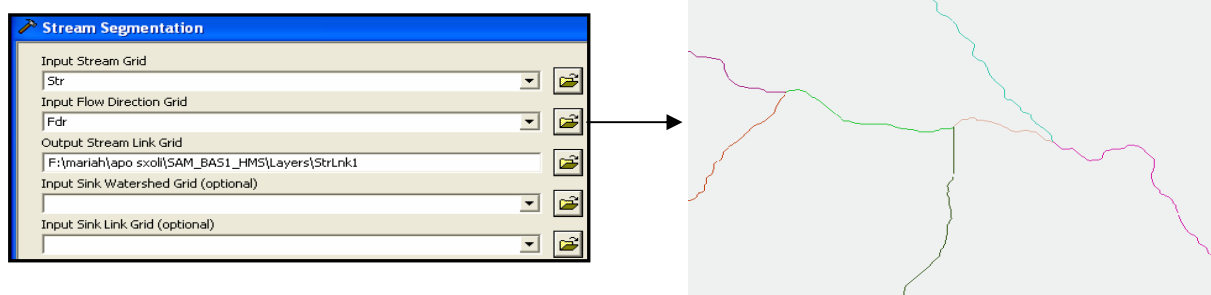 Stream Segmentation
Input Stream Grid
Str
Input Flow Direction Grid
Fdr
Output Stream Link Grid
F:\mariah\apo sxoli\SAM_BAS1_HMS\Layers\StrLnk1
Input Sink Watershed Grid (optional)
Input Sink Link Grid (optional)